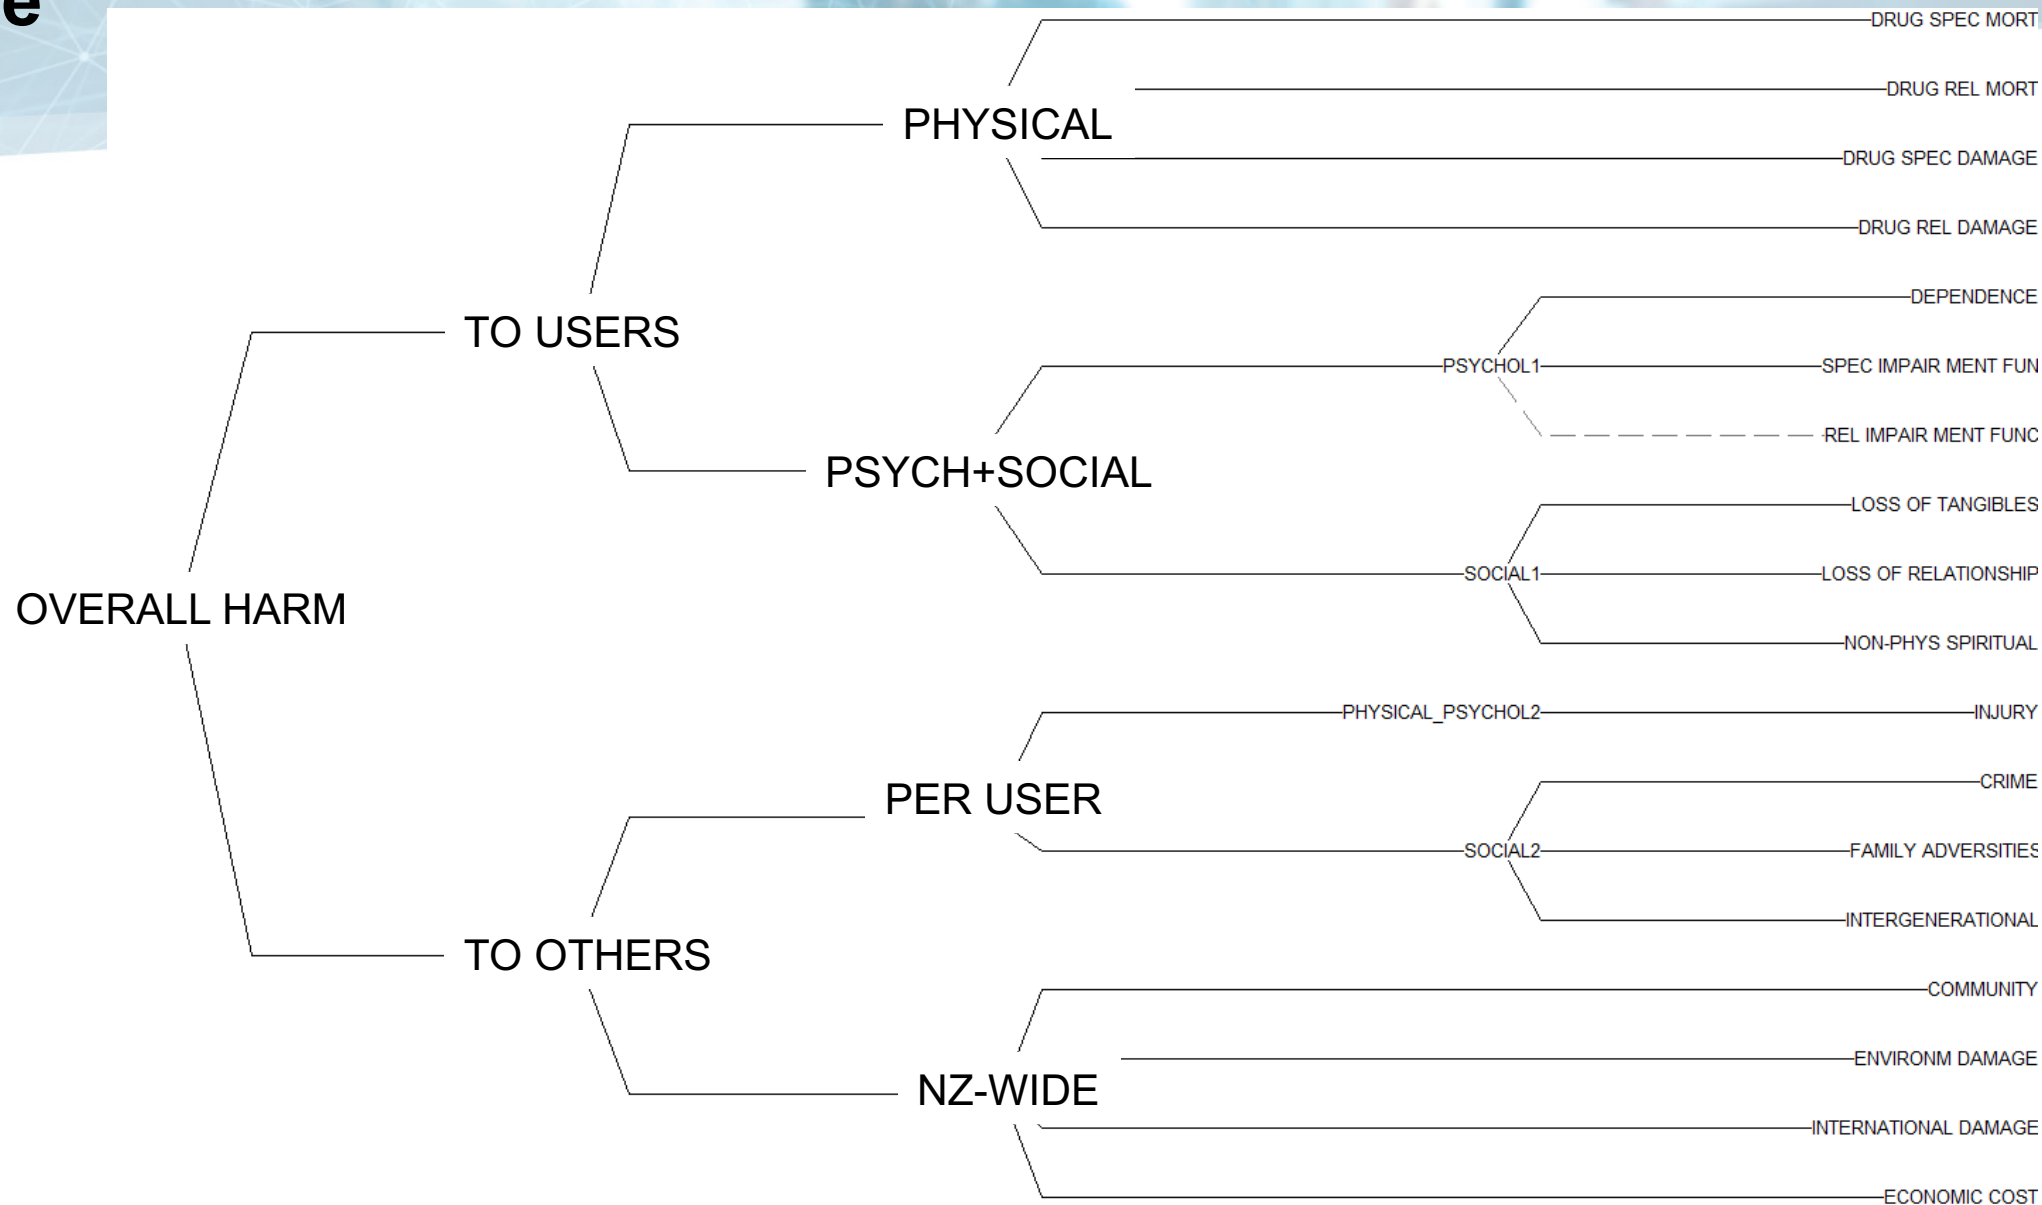 e
DRUG SPEC MORT
DRUG REL MORT
PHYSICAL
DRUG SPEC DAMAGE
DRUG REL DAMAGE
DEPENDENCE
TO USERS
PSYCHOL1
SPEC IMPAIR MENT FUN
REL IMPAIR MENT FUNC
PSYCH+SOCIAL
LOSS OF TANGIBLES
SOCIAL1
LOSS OF RELATIONSHIP
OVERALL HARM
NON-PHYS SPIRITUAL
PHYSICAL_PSYCHOL2
INJURY
CRIME
PER USER
SOCIAL2
FAMILY ADVERSITIES
INTERGENERATIONAL
TO OTHERS
COMMUNITY
ENVIRONM DAMAGE
NZ-WIDE
INTERNATIONAL DAMAGE
ECONOMIC COST